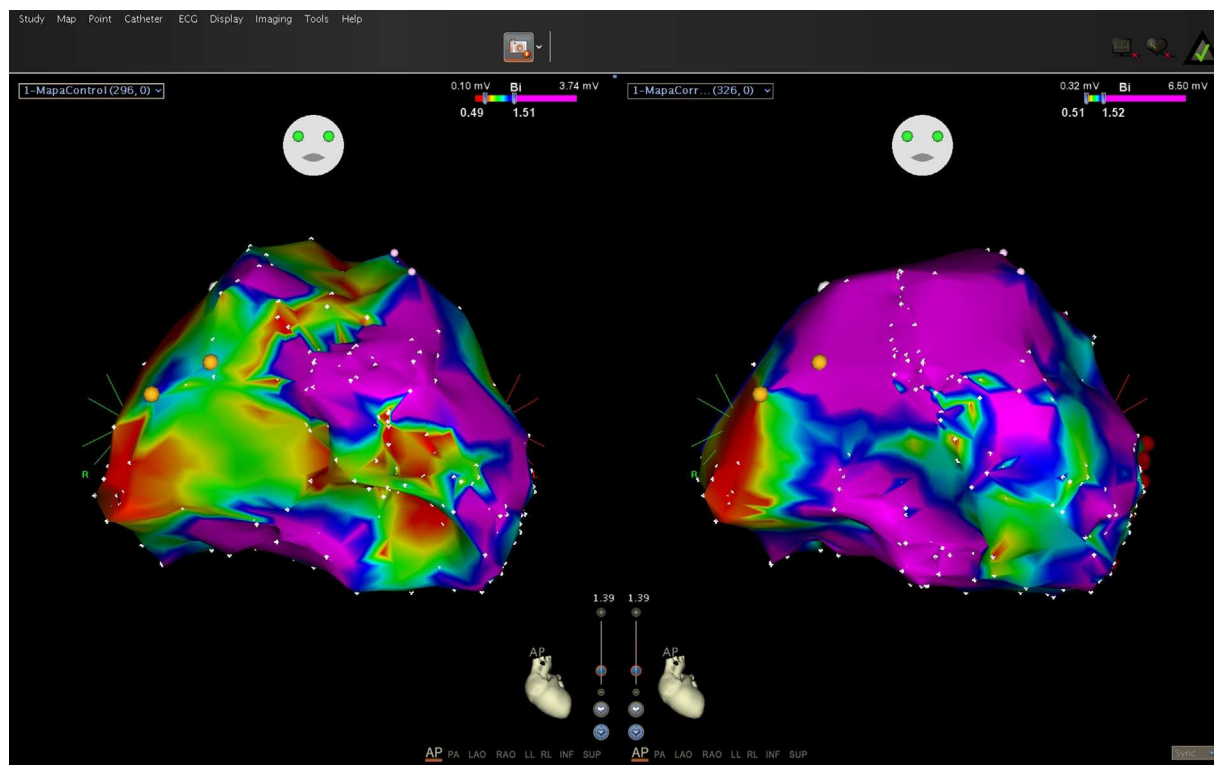 Study Map Point Catheter ECG Display Imaging Tools Help
1-MapaControl (296, 0)
0.10 mV Bi 3.74 mV
0.49 1.51
1-MapaCorr... (326, 0)
0.32 mV Bi 6.50 mV
0.51 1.52
R
R
1.39 1.39
AP
AP
AP PA LAO RAO LL RL INF SUP
AP PA LAO RAO LL RL INF SUP
Sync